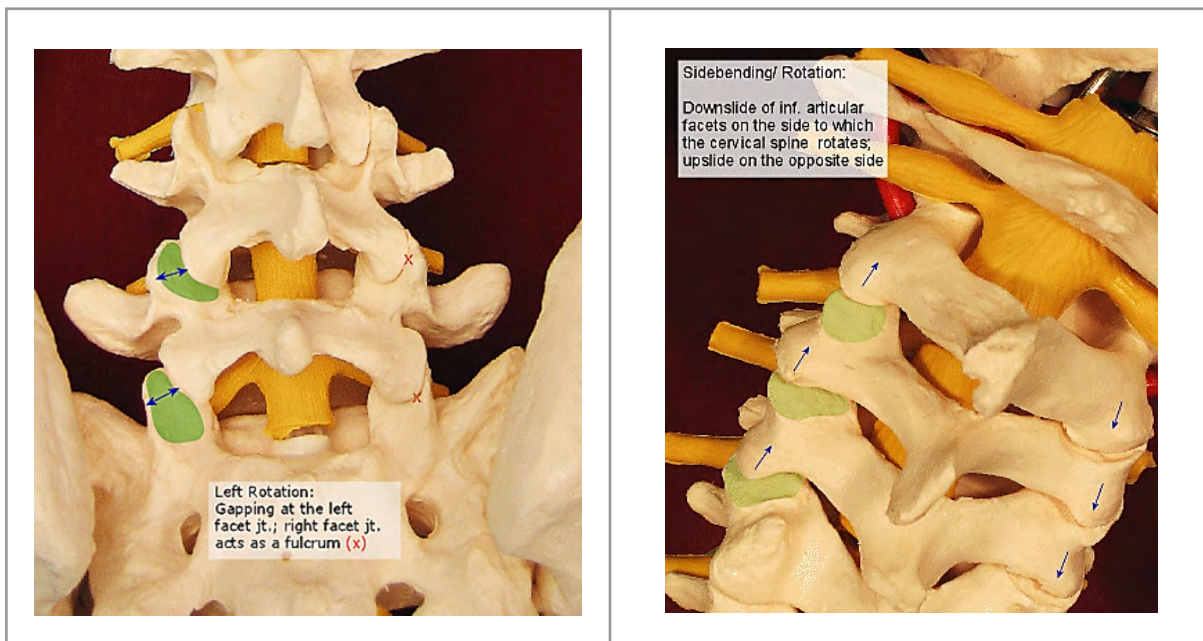 Sidebending/ Rotation:
Downslide of inf. articular
facets on the side to which
the cervical spine rotates;
upslide on the opposite side
x
x
Left Rotation:
Gapping at the left
facet jt.; right facet jt.
acts as a fulcrum (x)